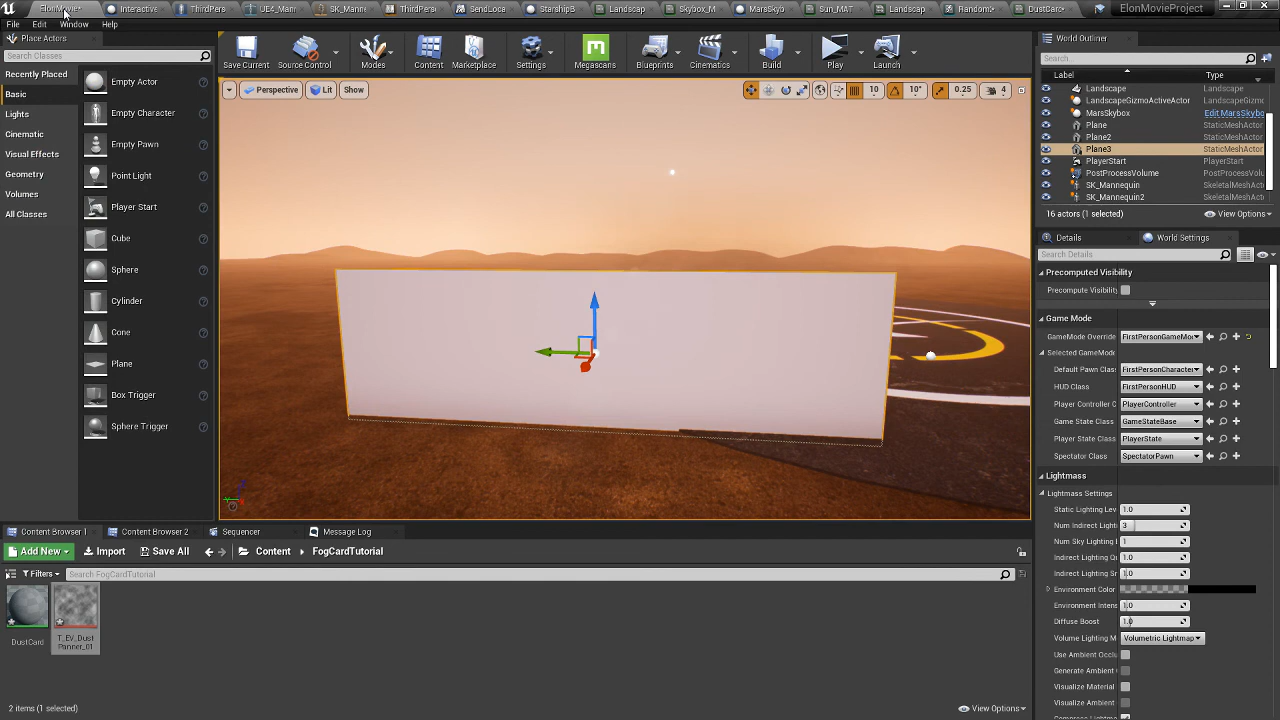 ElonMovie*
Interactive
ThirdPers
UE4_Man
SK_Manne
ThirdPers
SendLoca
StarshipB
Landscap
Skybox_M
MarsSkyb
Sun_MAT
Landscap
Random*
DustCard*
ElonMovieProject
File Edit Window Help
Place Actors
Search Classes
Recently Placed
Basic
Lights
Cinematic
Visual Effects
Geometry
Volumes
All Classes
Empty Actor
Empty Character
Empty Pawn
Point Light
Player Start
Cube
Sphere
Cylinder
Cone
Plane
Box Trigger
Sphere Trigger
Save Current
Source Control
Modes
Content
Marketplace
Settings
Megascans
Blueprints
Cinematics
Build
Play
Launch
Perspective
Lit
Show
10
10°
0.25
4
World Outliner
Search...
Label Type
Landscape Landscape
LandscapeGizmoActiveActor LandscapeGizmo
MarsSkybox Edit MarsSkybo
Plane StaticMeshActor
Plane2 StaticMeshActor
Plane3 StaticMeshActor
PlayerStart PlayerStart
PostProcessVolume PostProcessVolu
SK_Mannequin SkeletalMeshActor
SK_Mannequin2 SkeletalMeshActor
16 actors (1 selected) View Options
Details World Settings
Search Details
Precomputed Visibility
Precompute Visibility
Game Mode
GameMode Override FirstPersonGameMo
Selected GameMode
Default Pawn Class FirstPersonCharacter
HUD Class FirstPersonHUD
Player Controller C PlayerController
Game State Class GameStateBase
Player State Class PlayerState
Spectator Class SpectatorPawn
Lightmass
Lightmass Settings
Static Lighting Lev 1.0
Num Indirect Lighti 3
Num Sky Lighting 1
Indirect Lighting Q 1.0
Indirect Lighting S 1.0
Environment Color
Environment Intens 1.0
Diffuse Boost 1.0
Volume Lighting M Volumetric Lightmap
Use Ambient Occlu
Generate Ambient
Visualize Material
Visualize Ambient
Compress Lightma
Content Browser 1
Content Browser 2
Sequencer
Message Log
Add New Import Save All Content FogCardTutorial
Filters Search FogCardTutorial
DustCard
T_EV_Dust
Panner_01
2 items (1 selected)
View Options